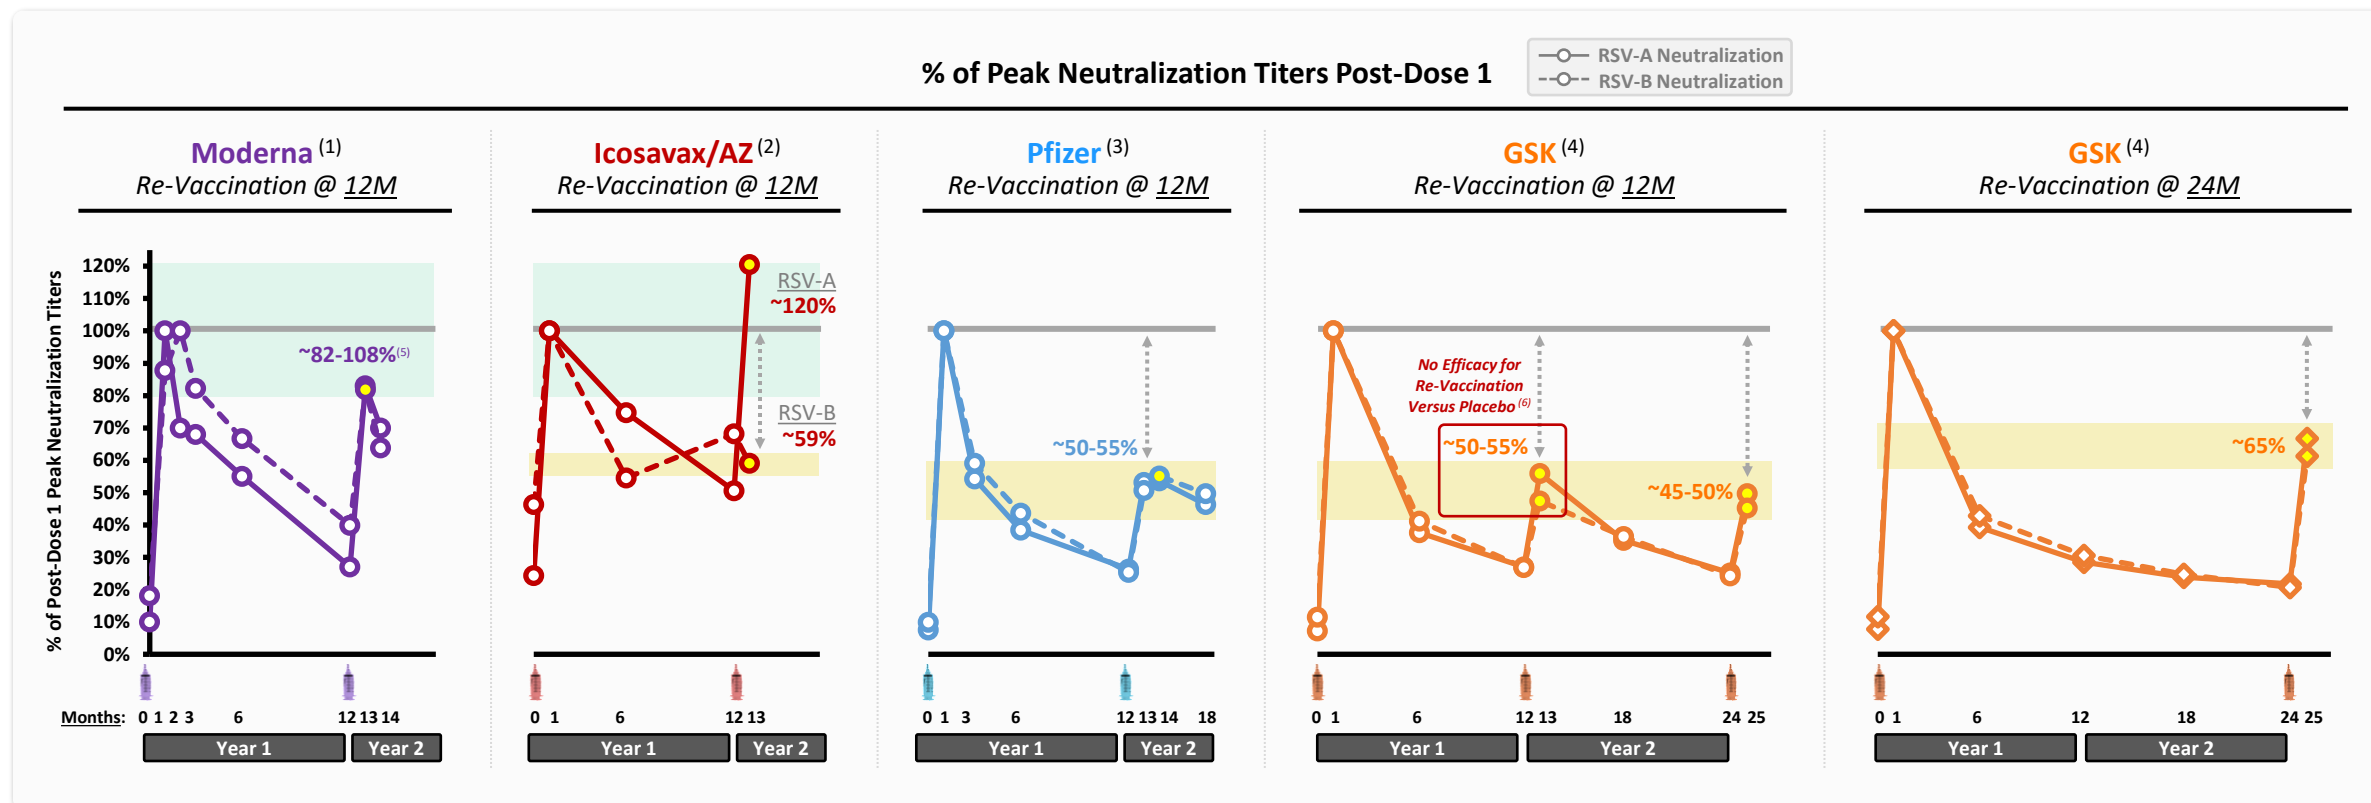 % of Peak Neutralization Titers Post-Dose 1
RSV-A Neutralization
RSV-B Neutralization
Moderna (1)
Re-Vaccination @ 12M
Icosavax/AZ (2)
Re-Vaccination @ 12M
Pfizer (3)
Re-Vaccination @ 12M
GSK (4)
Re-Vaccination @ 12M
GSK (4)
Re-Vaccination @ 24M
% of Post-Dose 1 Peak Neutralization Titers
120%
110%
100%
90%
80%
70%
60%
50%
40%
30%
20%
10%
0%
~82-108%(5)
RSV-A
~120%
RSV-B
~59%
~50-55%
No Efficacy for
Re-Vaccination
Versus Placebo (6)
~50-55%
~45-50%
~65%
Months: 0 1 2 3 6 12 13 14
0 1 6 12 13
0 1 3 6 12 13 14 18
0 1 6 12 13 18 24 25
0 1 6 12 18 24 25
Year 1 Year 2
Year 1 Year 2
Year 1 Year 2
Year 1 Year 2
Year 1 Year 2